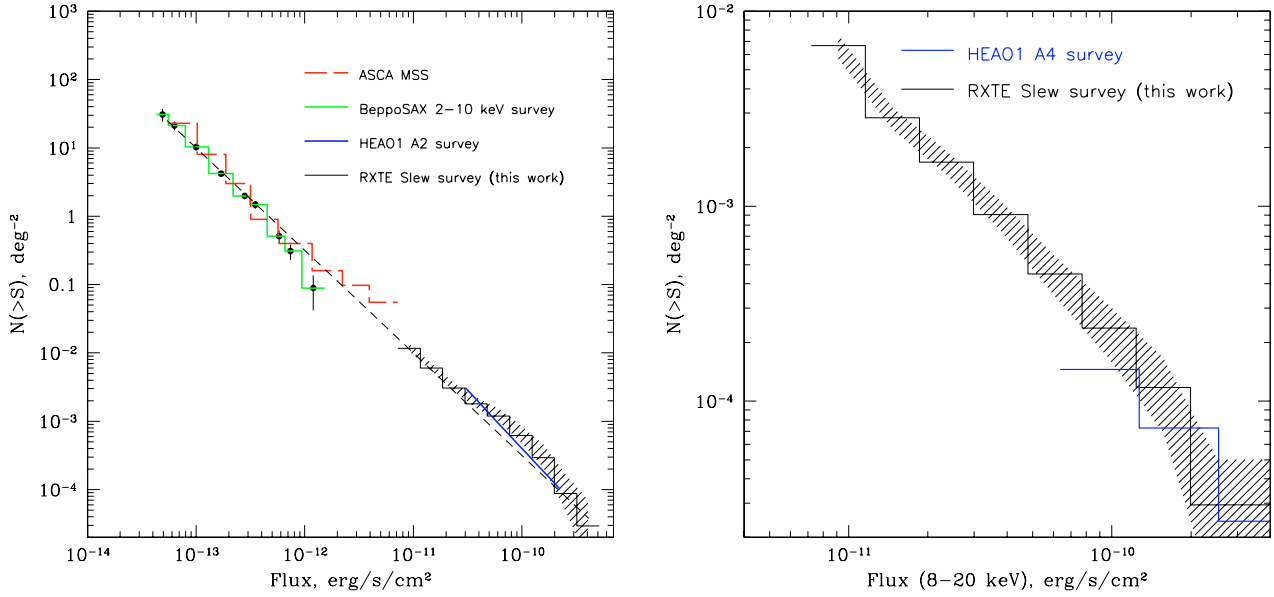 10³
10²
10¹
1
0.1
10⁻²
10⁻³
10⁻⁴
N(>S), deg⁻²
ASCA MSS
BeppoSAX 2−10 keV survey
HEAO1 A2 survey
RXTE Slew survey (this work)
10⁻¹⁴
10⁻¹³
10⁻¹²
10⁻¹¹
10⁻¹⁰
Flux, erg/s/cm²
10⁻²
10⁻³
10⁻⁴
N(>S), deg⁻²
HEAO1 A4 survey
RXTE Slew survey (this work)
10⁻¹¹
10⁻¹⁰
Flux (8−20 keV), erg/s/cm²